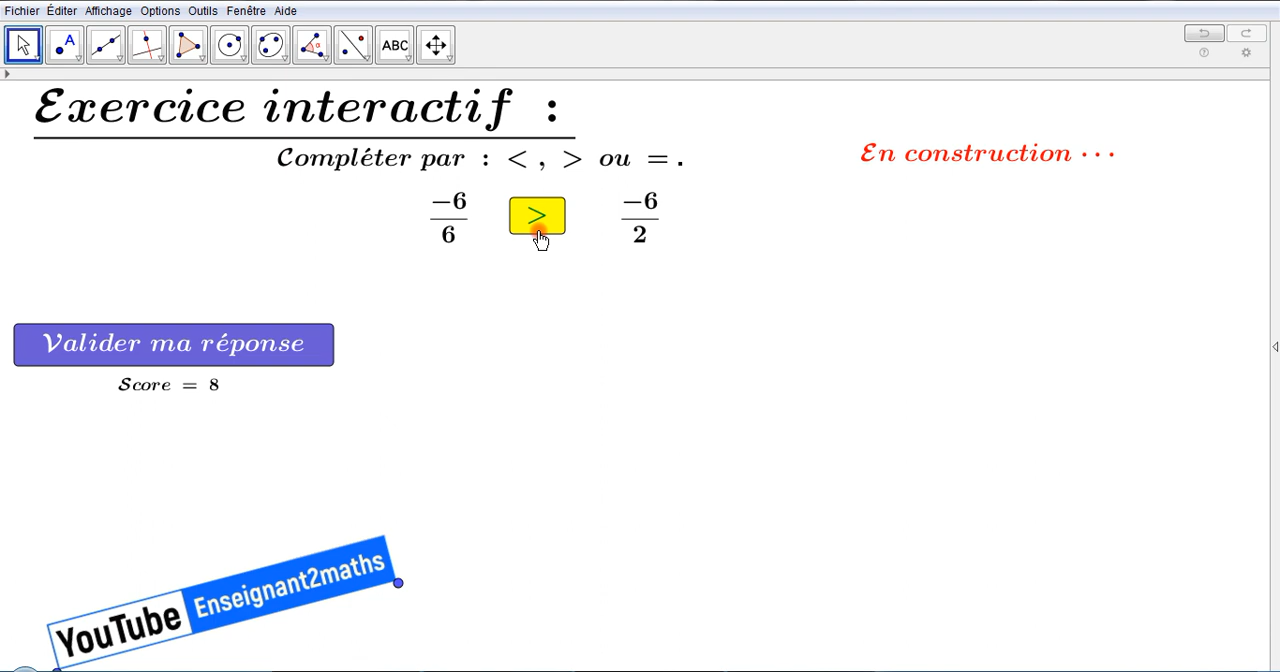 Fichier Éditer Affichage Options Outils Fenêtre Aide
A
α
ABC
Exercice interactif :
Compléter par : < , > ou = .
En construction ···
−6 −6
>
6 2
Valider ma réponse
Score = 8
YouTube Enseignant2maths